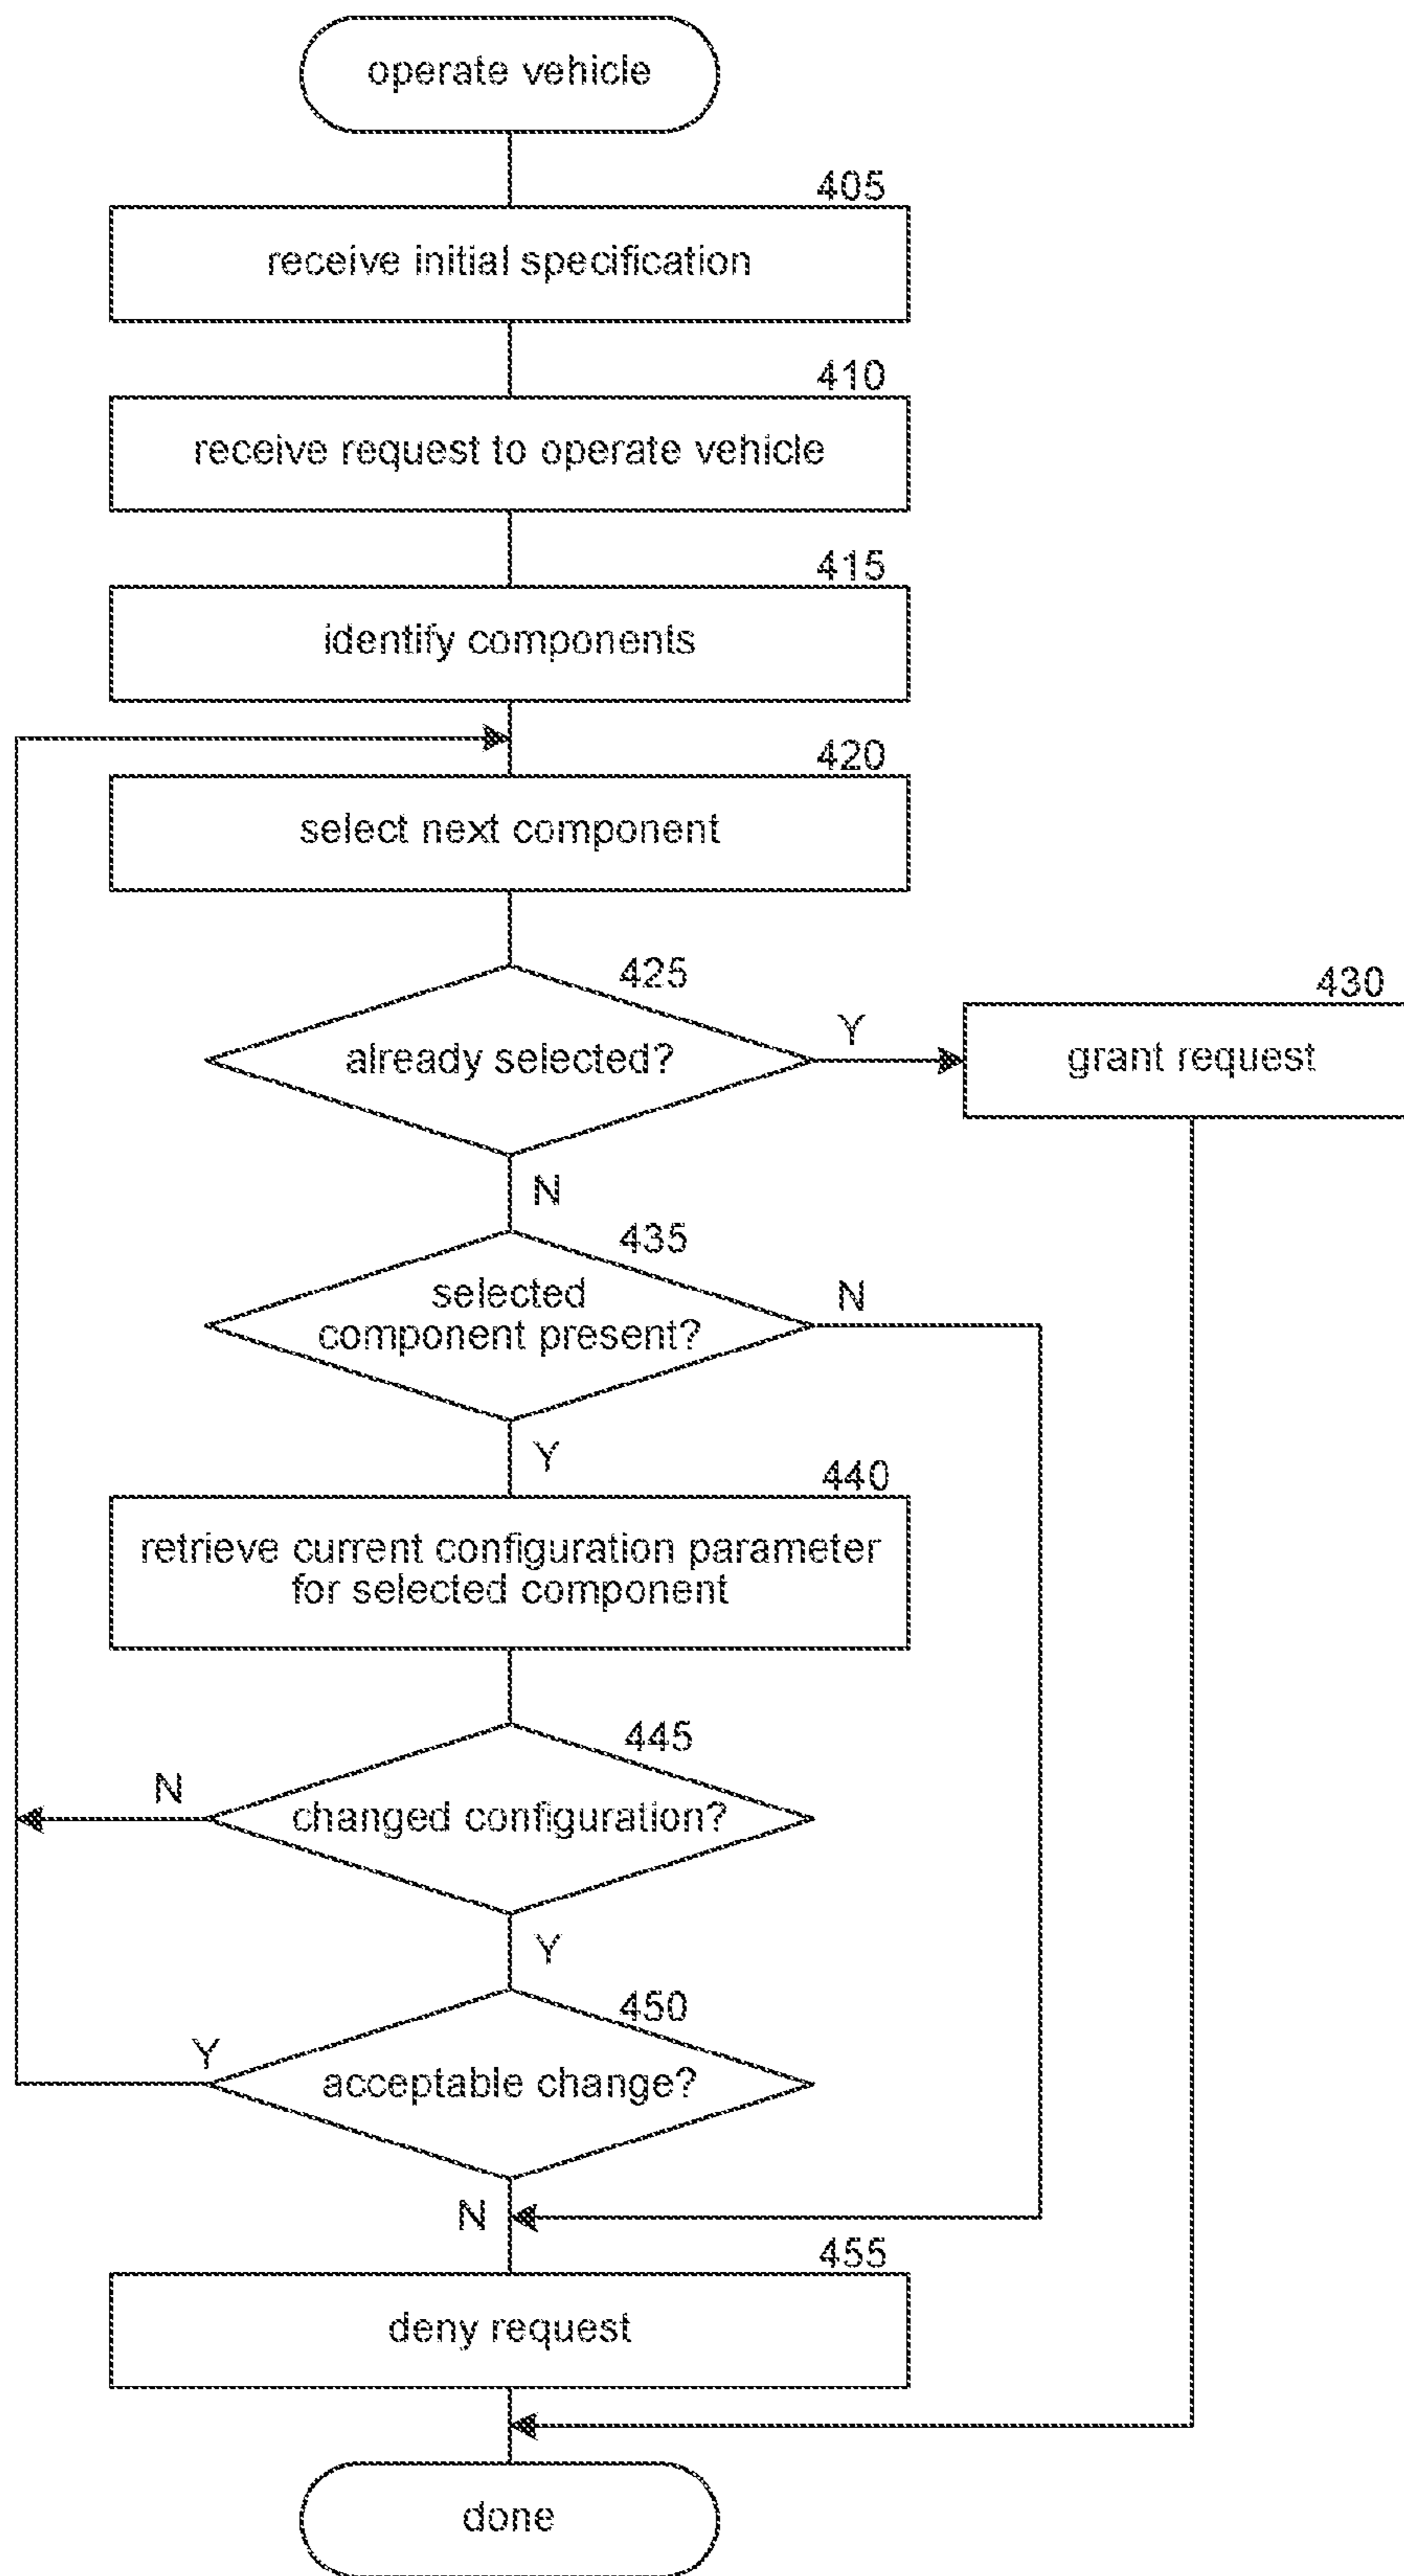 operate vehicle
405
receive initial specification
410
receive request to operate vehicle
415
identify components
420
select next component
425
already selected?
Y
430
grant request
N
435
selected
component present?
N
Y
440
retrieve current configuration parameter
for selected component
445
changed configuration?
N
Y
450
acceptable change?
Y
N
455
deny request
done